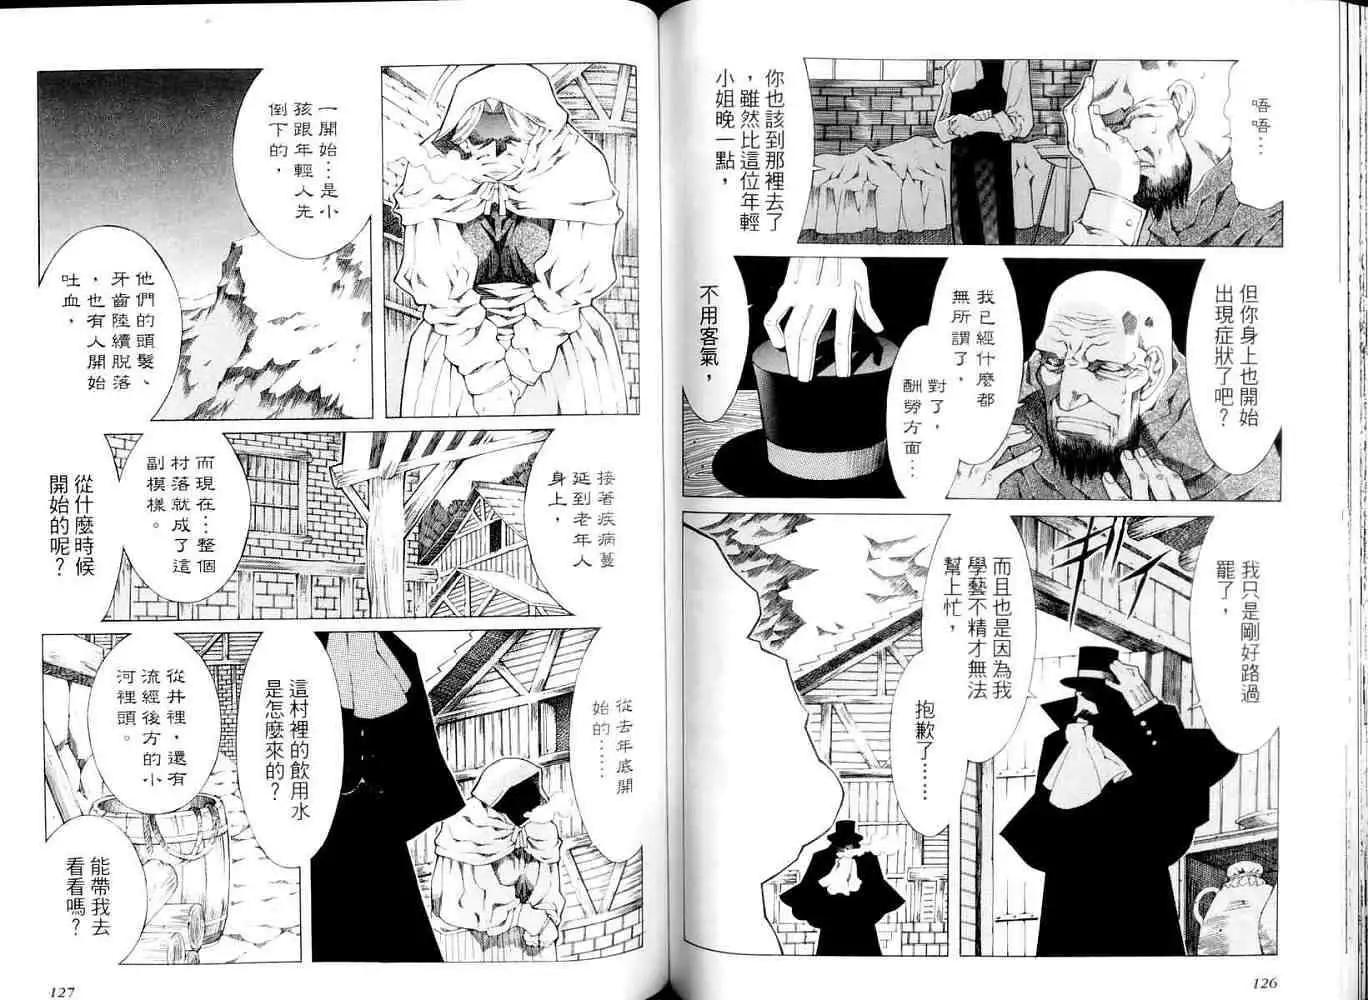 唔
唔…
你也該到那裡去了
，雖然比這位年輕
小姐晚一點，
但你身上也開始
出現症狀了吧？
我已經什麼都
無所謂了，
對了，
酬勞方面…
不用客氣，
我只是剛好路過
罷了，
而且也是因為我
學藝不精才無法
幫上忙，
抱歉了……
126
一開始…是小
孩跟年輕人先
倒下的，
他們的頭髮、
牙齒陸續脫落
，也有人開始
吐血，
接著疾病蔓
延到老年人
身上，
而現在…整個
村落就成了這
副模樣。
從什麼時候
開始的呢？
從去年底開
始的……
這村裡的飲用水
是怎麼來的？
從井裡，還有
流經後方的小
河裡頭。
能帶我去
看看嗎？
127